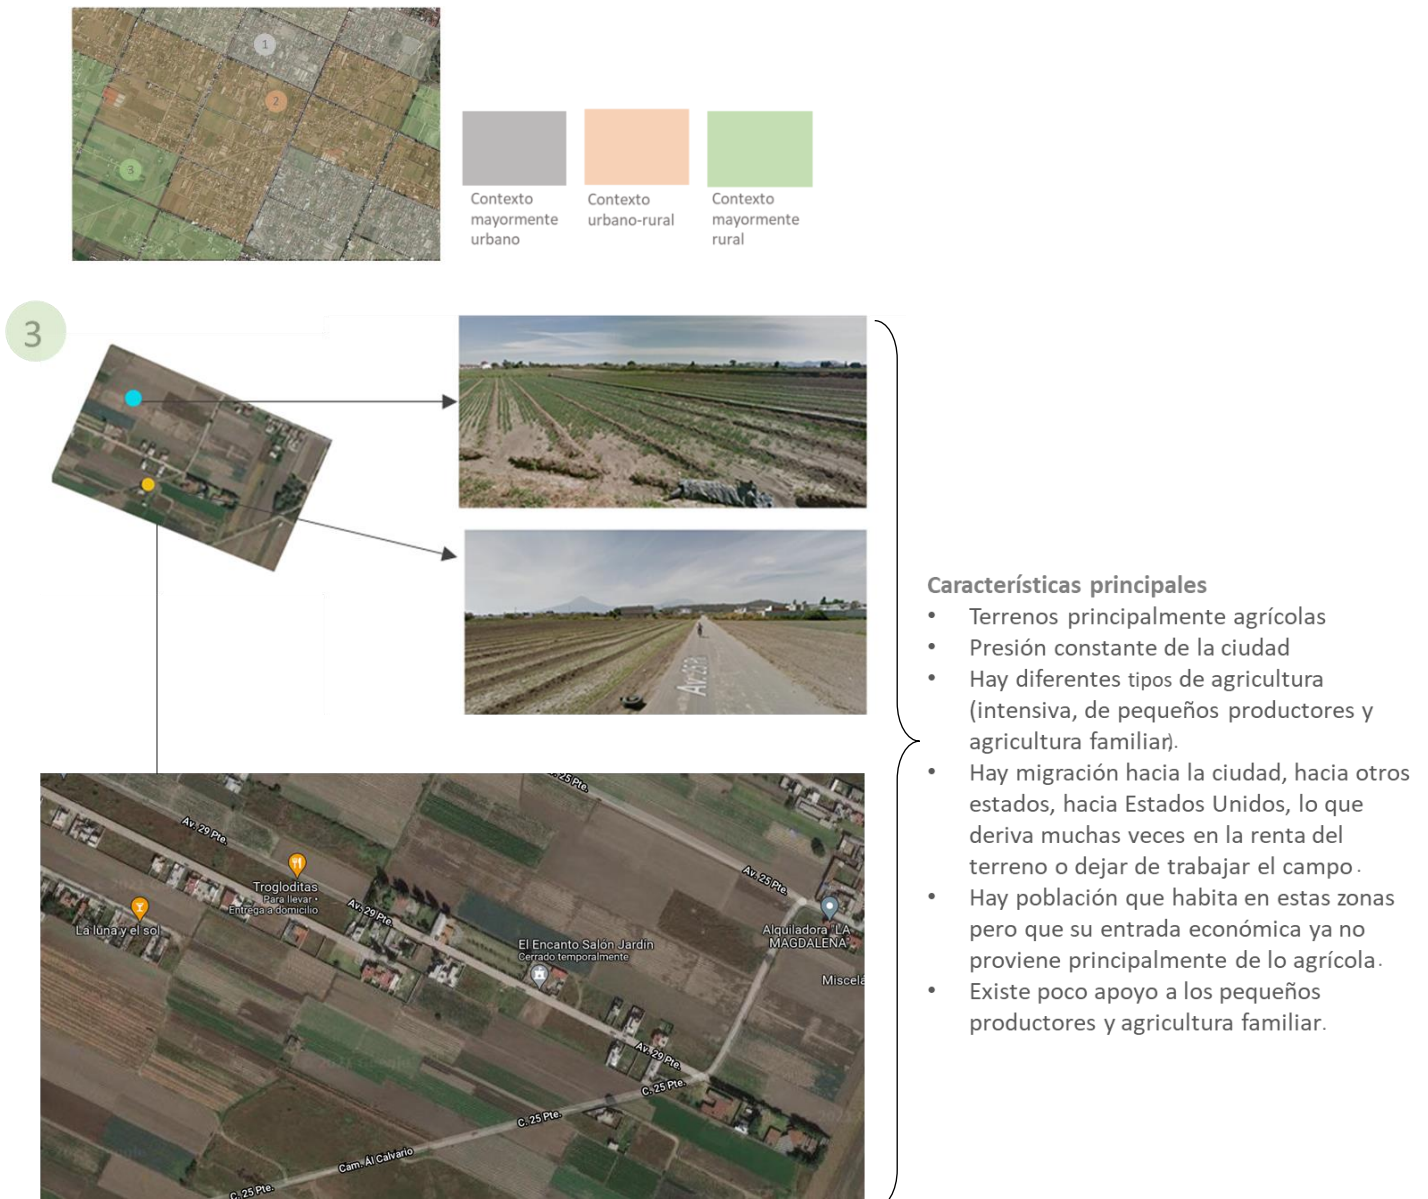 1
2
3
Contexto
mayormente
urbano
Contexto
urbano-rural
Contexto
mayormente
rural
3
Av. 25 P
Características principales
• Terrenos principalmente agrícolas
• Presión constante de la ciudad
• Hay diferentes tipos de agricultura
(intensiva, de pequeños productores y
agricultura familiar).
• Hay migración hacia la ciudad, hacia otros
estados, hacia Estados Unidos, lo que
deriva muchas veces en la renta del
terreno o dejar de trabajar el campo.
• Hay población que habita en estas zonas
pero que su entrada económica ya no
proviene principalmente de lo agrícola.
• Existe poco apoyo a los pequeños
productores y agricultura familiar.
25 Pte.
Av. 29 Pte.
Trogloditas
Para llevar •
Entrega a domicilio
Av. 29 Pte.
La luna y el sol
Av. 25 Pte.
Alquiladora "LA
MAGDALENA"
El Encanto Salón Jardin
Cerrado temporalmente
Miscelá
Av. 29 Pte.
C. 25 Pte.
C. 25 Pte.
Cam. Al Calvario
C. 25 Pte.